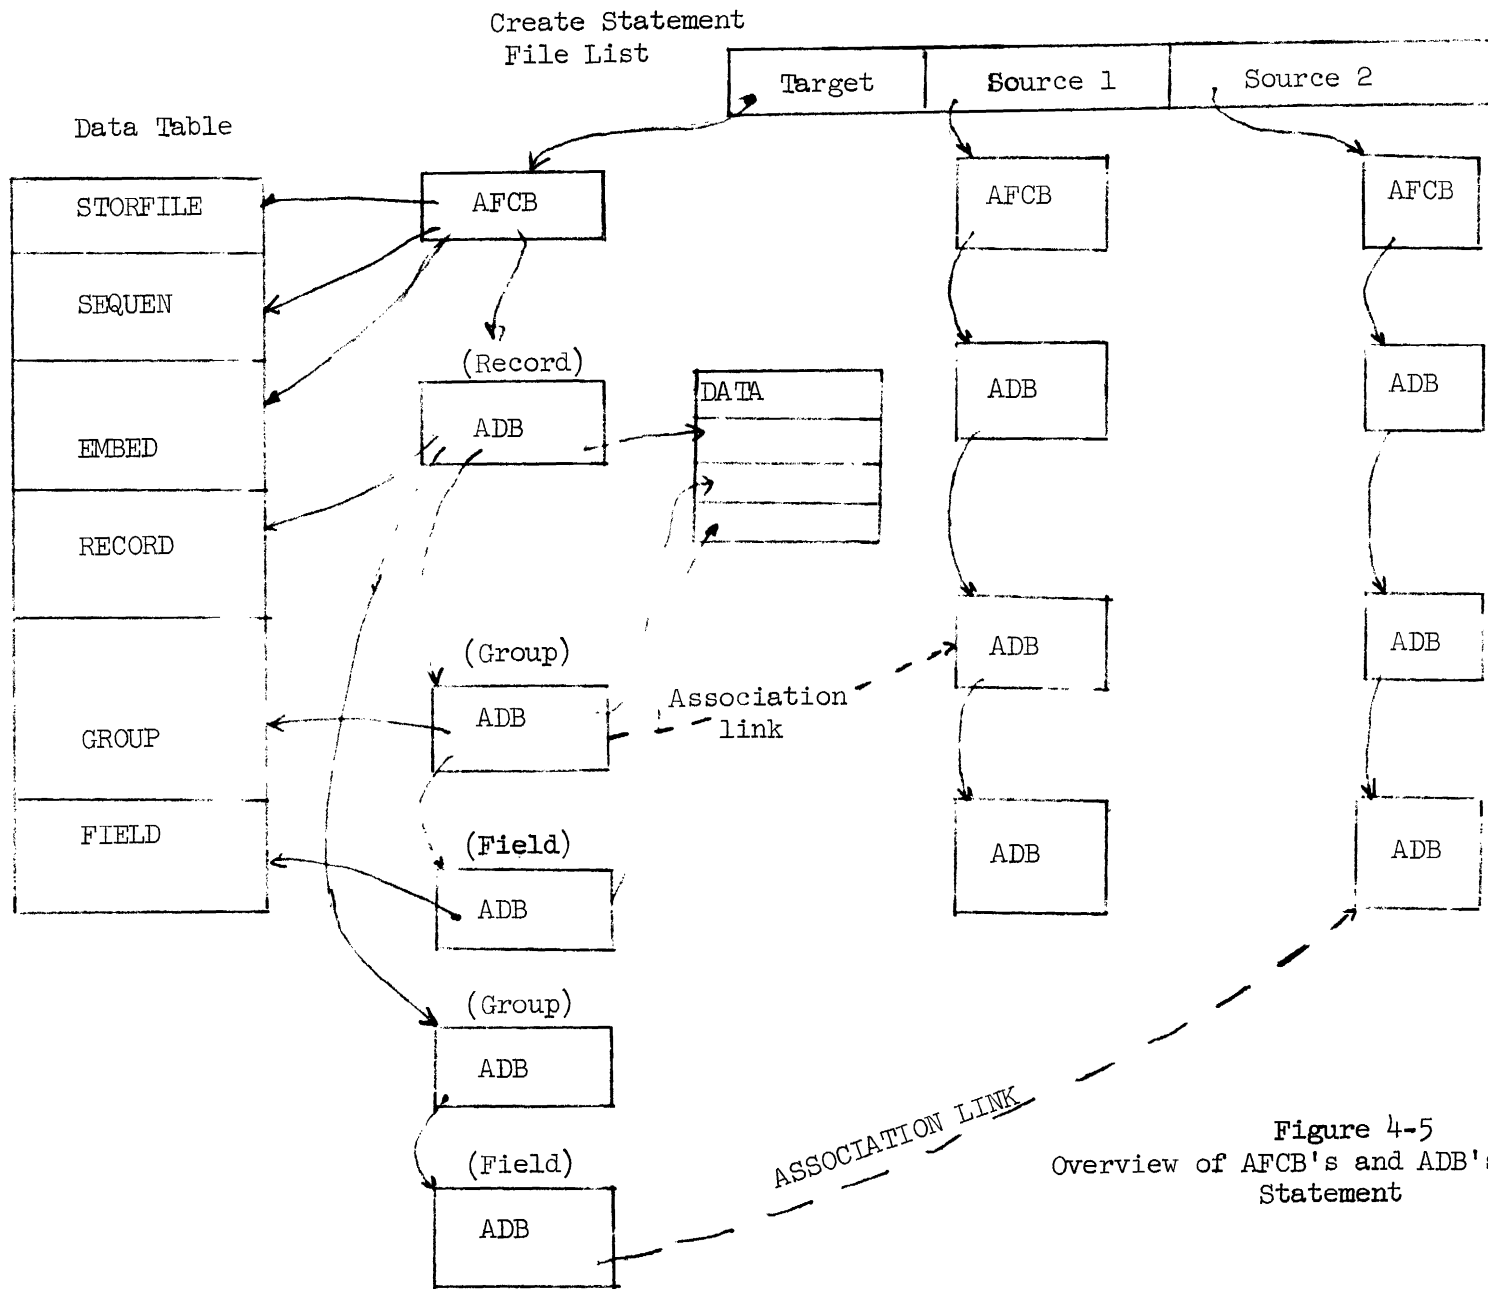 Create Statement
File List
Target Source 1 Source 2
Data Table
STORFILE
SEQUEN
EMBED
RECORD
GROUP
FIELD
AFCB
(Record)
ADB
DATA
(Group)
ADB
(Field)
ADB
(Group)
ADB
(Field)
ADB
Association
link
AFCB
ADB
ADB
ADB
AFCB
ADB
ADB
ADB
ASSOCIATION LINK
Figure 4-5
Overview of AFCB's and ADB's
Statement